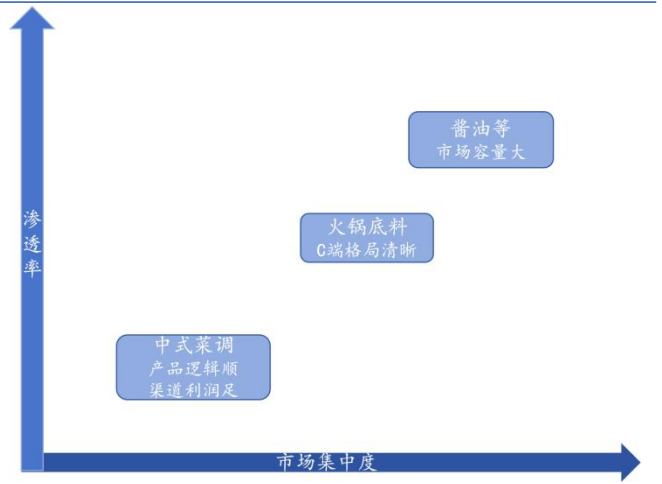 酱油等
市场容量大
火锅底料
C端格局清晰
渗透率
中式菜调
产品逻辑顺
渠道利润足
市场集中度